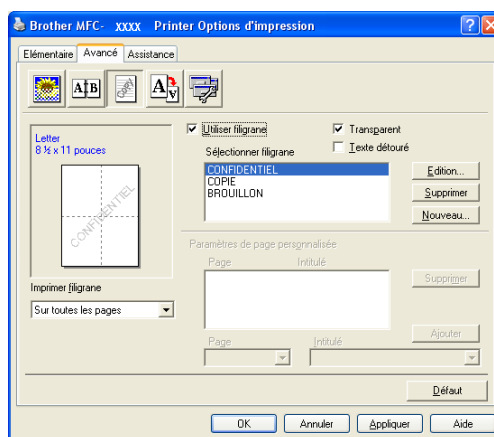 Brother MFC- XXXX Printer Options d'impression
Elémentaire Avancé Assistance
A B
COPY
A A
Letter
8 ½ x 11 pouces
CONFIDENTIEL
Imprimer filigrane
Sur toutes les pages
Utiliser filigrane
Transparent
Texte détouré
Sélectionner filigrane
CONFIDENTIEL
COPIE
BROUILLON
Edition...
Supprimer
Nouveau...
Paramètres de page personnalisée
Page Intitulé
Supprimer
Ajouter
Page Intitulé
Défaut
OK Annuler Appliquer Aide